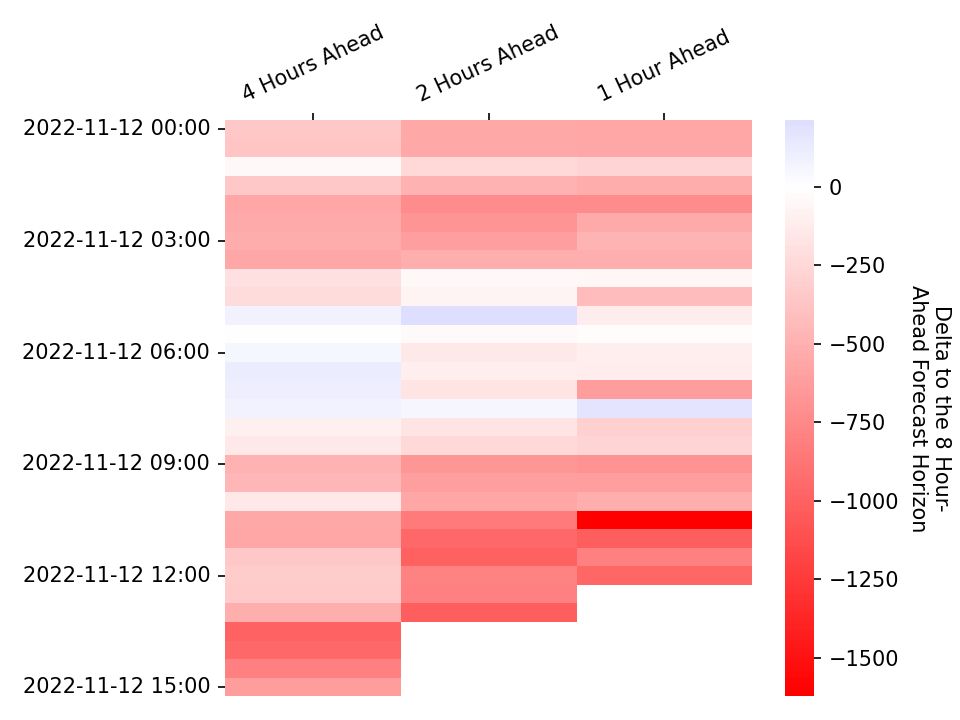 4 Hours Ahead
2 Hours Ahead
1 Hour Ahead
2022-11-12 00:00
2022-11-12 03:00
2022-11-12 06:00
2022-11-12 09:00
2022-11-12 12:00
2022-11-12 15:00
0
−250
−500
−750
−1000
−1250
−1500
Delta to the 8 Hour-
Ahead Forecast Horizon